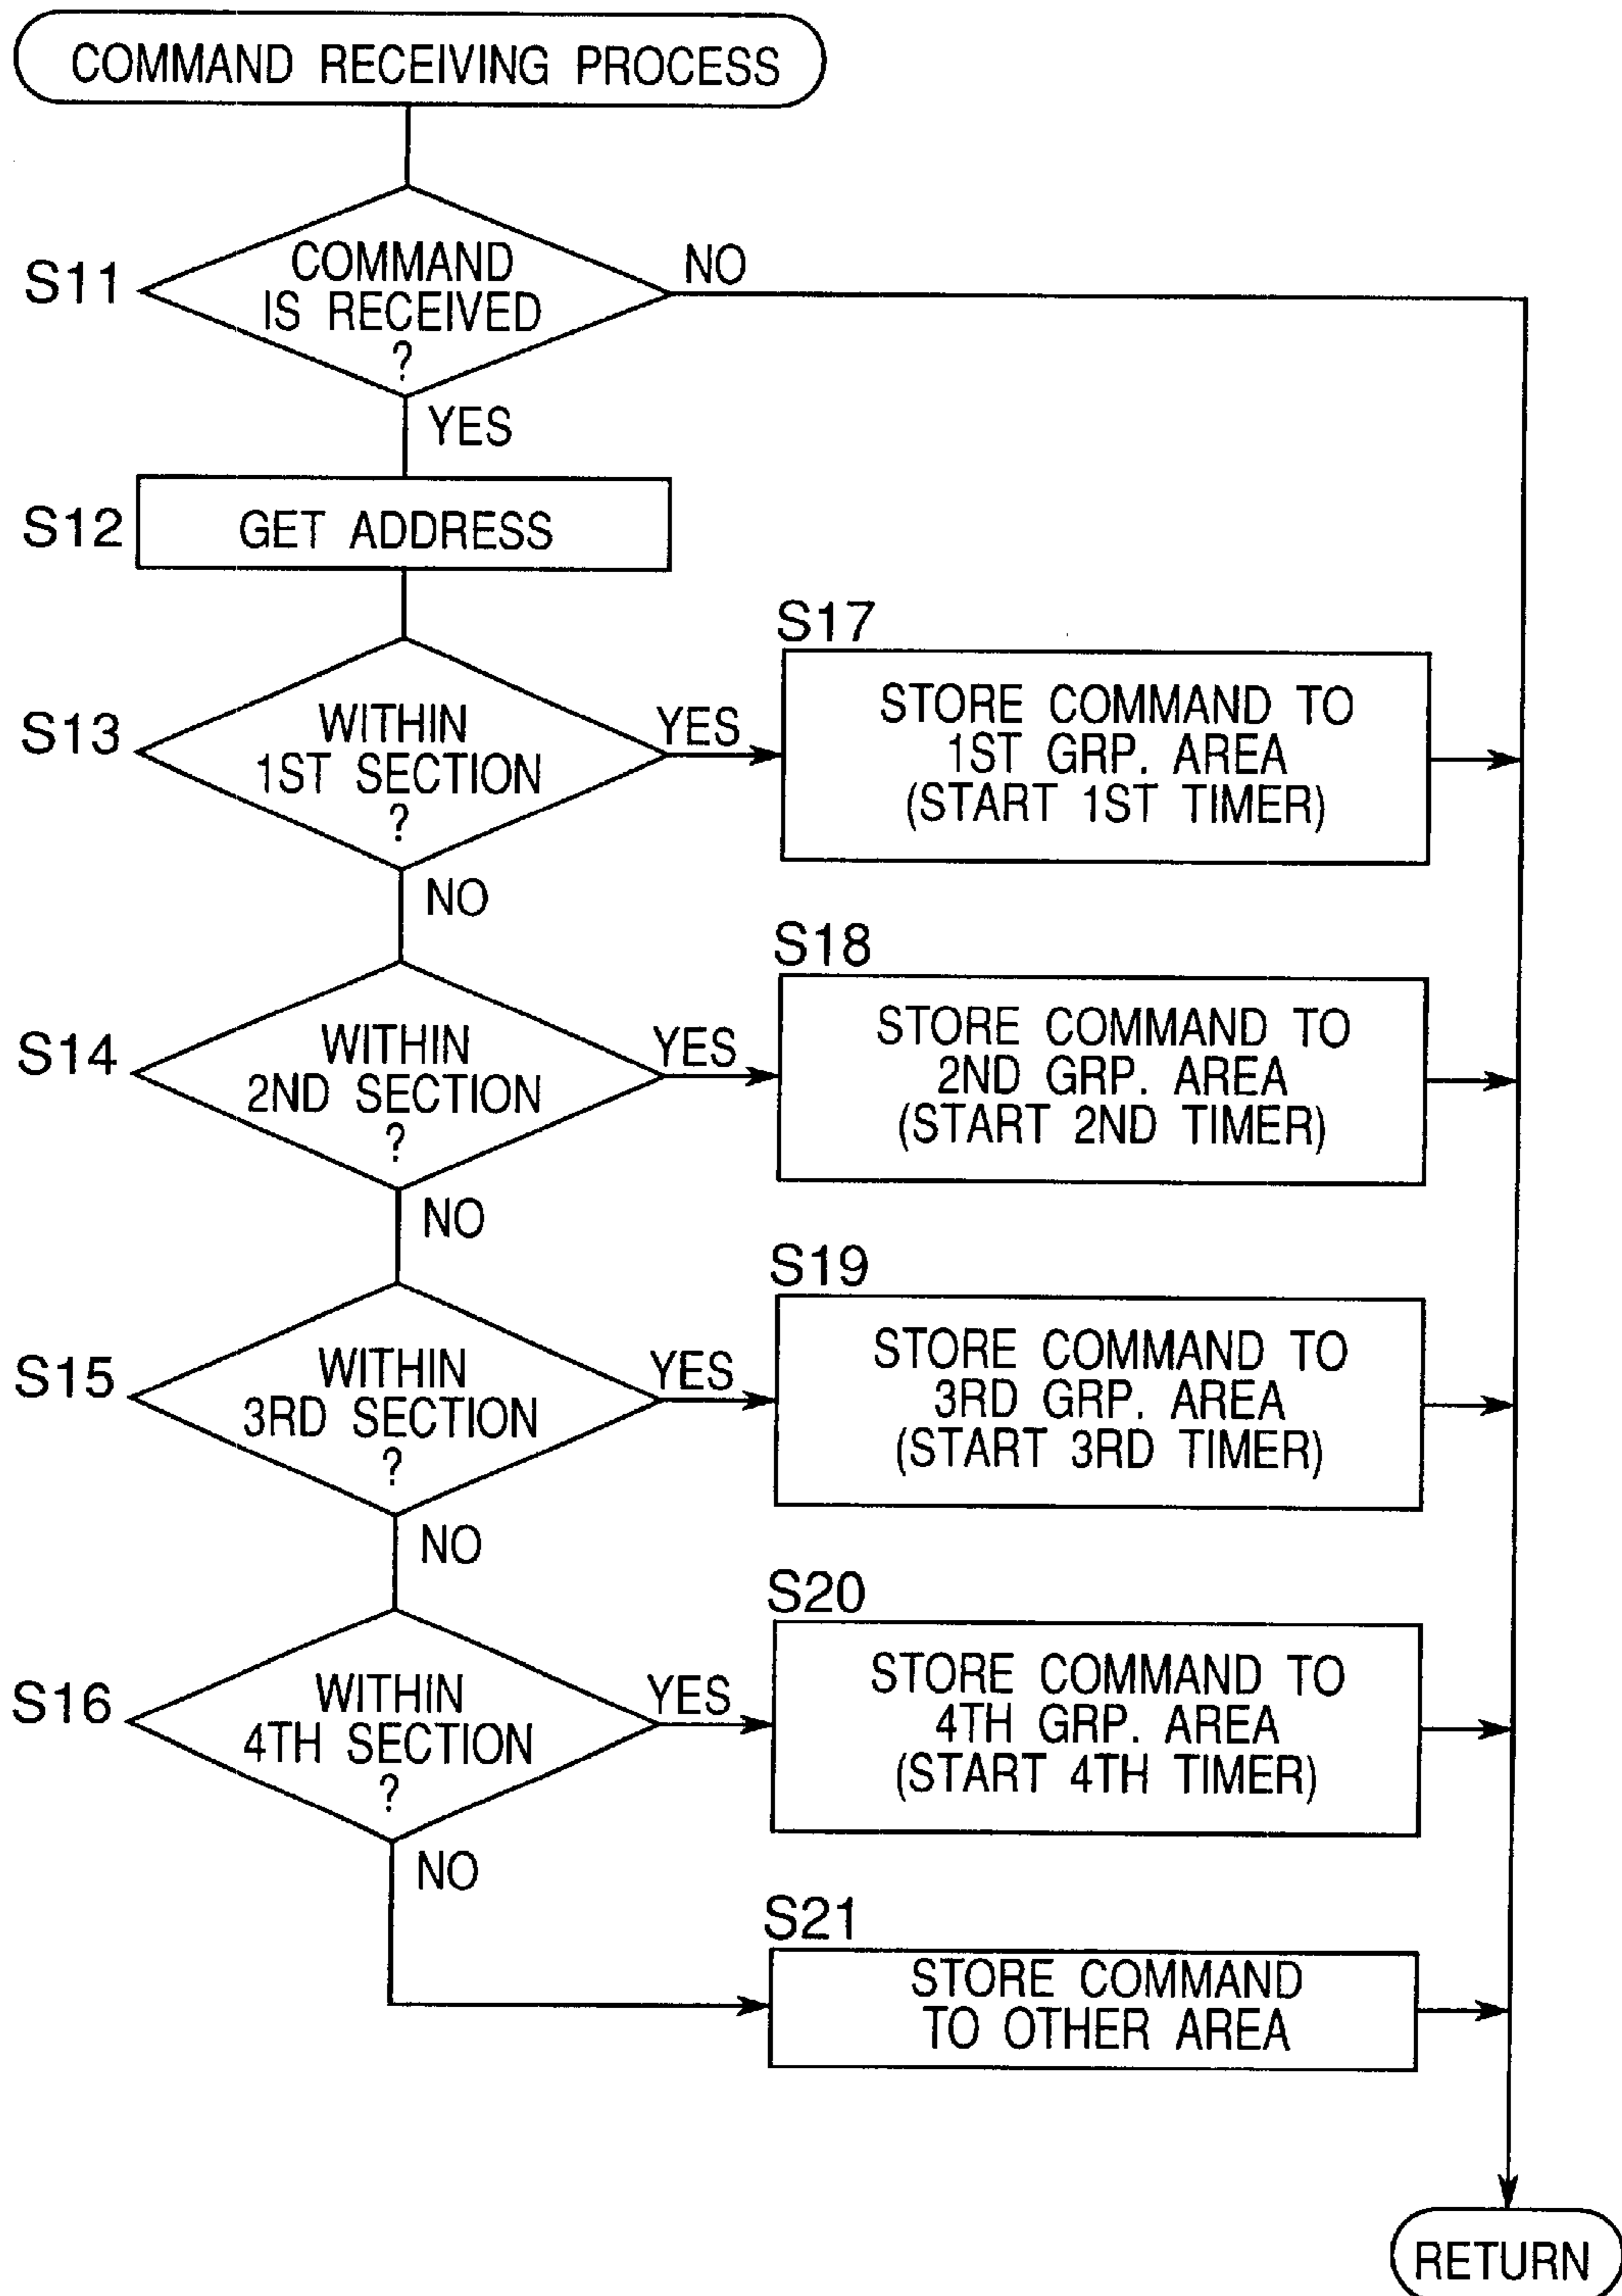 COMMAND RECEIVING PROCESS
S11
COMMAND
IS RECEIVED
?
NO
YES
S12
GET ADDRESS
S13
WITHIN
1ST SECTION
?
YES
NO
S17
STORE COMMAND TO
1ST GRP. AREA
(START 1ST TIMER)
S14
WITHIN
2ND SECTION
?
YES
NO
S18
STORE COMMAND TO
2ND GRP. AREA
(START 2ND TIMER)
S15
WITHIN
3RD SECTION
?
YES
NO
S19
STORE COMMAND TO
3RD GRP. AREA
(START 3RD TIMER)
S16
WITHIN
4TH SECTION
?
YES
NO
S20
STORE COMMAND TO
4TH GRP. AREA
(START 4TH TIMER)
S21
STORE COMMAND
TO OTHER AREA
RETURN